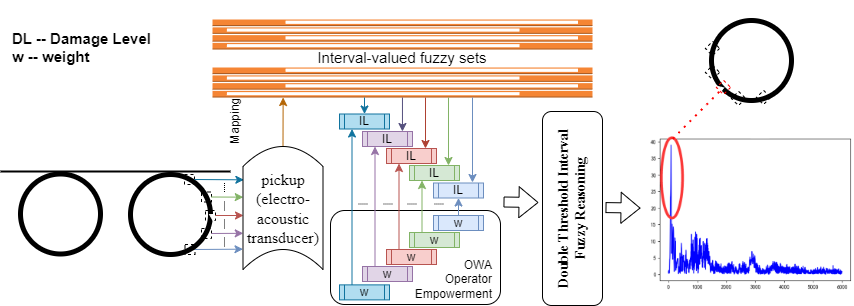 DL -- Damage Level
w -- weight
Interval-valued fuzzy sets
Mapping
IL
IL
IL
IL
IL
pickup
(electro-
acoustic
transducer)
w
w
w
w
w
OWA
Operator
Empowerment
Double Threshold Interval
Fuzzy Reasoning
40
35
30
25
20
15
10
5
0
0
1000
2000
3000
4000
5000
6000